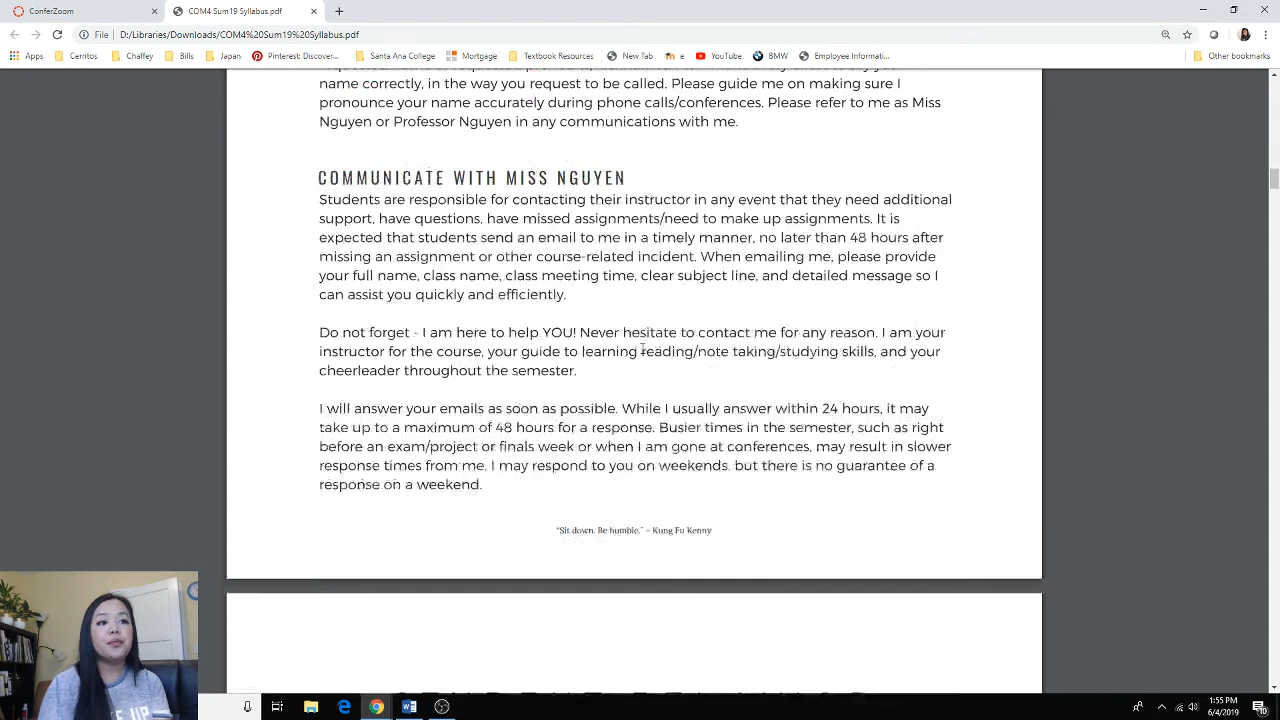 ConferZoom
COM4 Sum19 Syllabus.pdf
File | D:/Libraries/Downloads/COM4%20Sum19%20Syllabus.pdf
Apps Cerritos Chaffey Bills Japan Pinterest: Discover... Santa Ana College Mortgage Textbook Resources New Tab e YouTube BMW Employee Informati... Other bookmarks
name correctly, in the way you request to be called. Please guide me on making sure I
pronounce your name accurately during phone calls/conferences. Please refer to me as Miss
Nguyen or Professor Nguyen in any communications with me.
COMMUNICATE WITH MISS NGUYEN
Students are responsible for contacting their instructor in any event that they need additional
support, have questions, have missed assignments/need to make up assignments. It is
expected that students send an email to me in a timely manner, no later than 48 hours after
missing an assignment or other course-related incident. When emailing me, please provide
your full name, class name, class meeting time, clear subject line, and detailed message so I
can assist you quickly and efficiently.
Do not forget - I am here to help YOU! Never hesitate to contact me for any reason. I am your
instructor for the course, your guide to learning reading/note taking/studying skills, and your
cheerleader throughout the semester.
I will answer your emails as soon as possible. While I usually answer within 24 hours, it may
take up to a maximum of 48 hours for a response. Busier times in the semester, such as right
before an exam/project or finals week or when I am gone at conferences, may result in slower
response times from me. I may respond to you on weekends, but there is no guarantee of a
response on a weekend.
"Sit down. Be humble." – Kung Fu Kenny
1:55 PM
6/4/2019